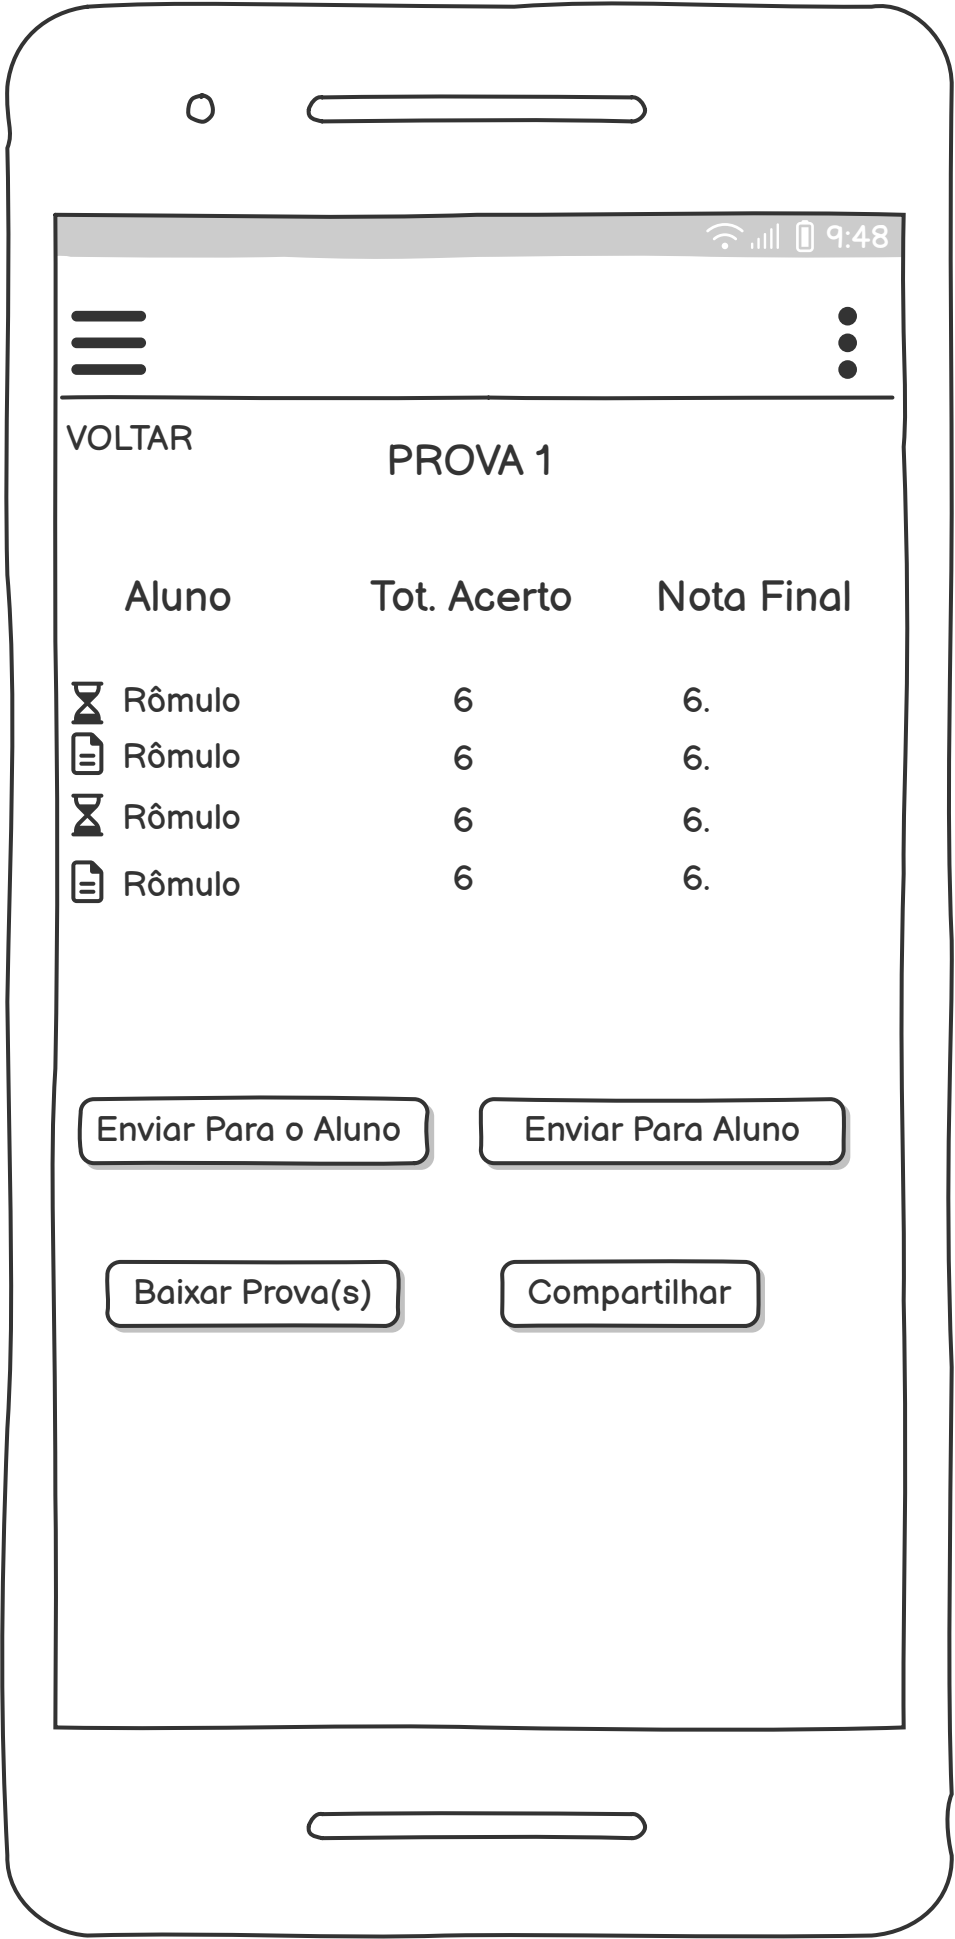 9:48
VOLTAR
PROVA 1
Aluno Tot. Acerto Nota Final
Rômulo 6 6.
Rômulo 6 6.
Rômulo 6 6.
Rômulo 6 6.
Enviar Para o Aluno Enviar Para Aluno
Baixar Prova(s) Compartilhar